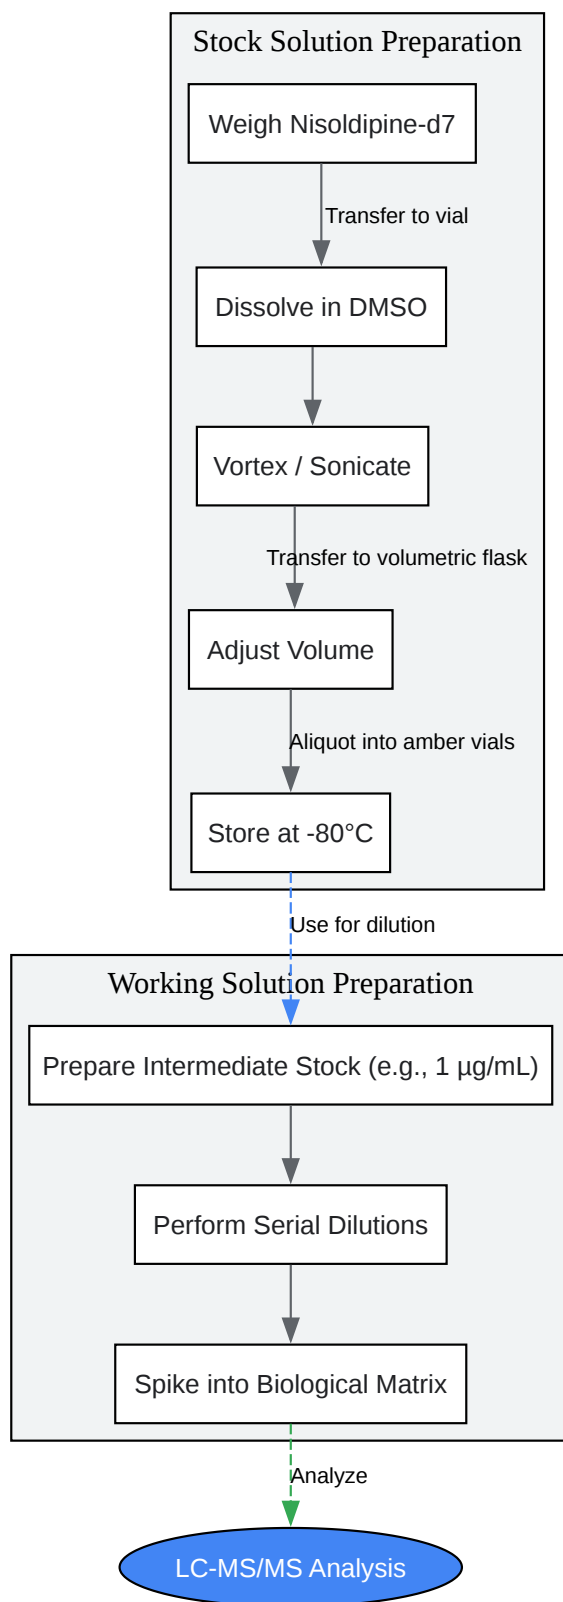 Stock Solution Preparation
Weigh Nisoldipine-d7
Transfer to vial
Dissolve in DMSO
Vortex / Sonicate
Transfer to volumetric flask
Adjust Volume
Aliquot into amber vials
Store at -80°C
Use for dilution
Working Solution Preparation
Prepare Intermediate Stock (e.g., 1 µg/mL)
Perform Serial Dilutions
Spike into Biological Matrix
Analyze
LC-MS/MS Analysis